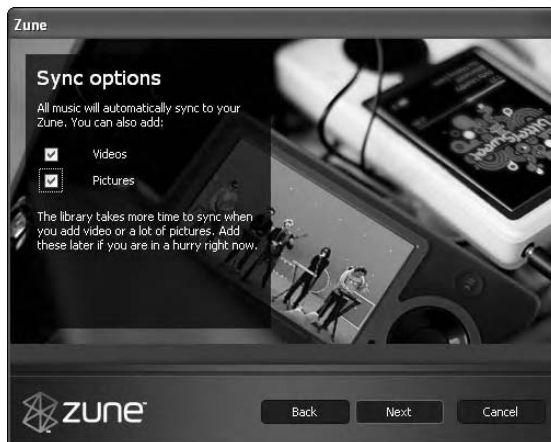 Zune
Sync options
All music will automatically sync to your
Zune. You can also add:
Videos
Pictures
The library takes more time to sync when
you add video or a lot of pictures. Add
these later if you are in a hurry right now.
zune™
Back
Next
Cancel